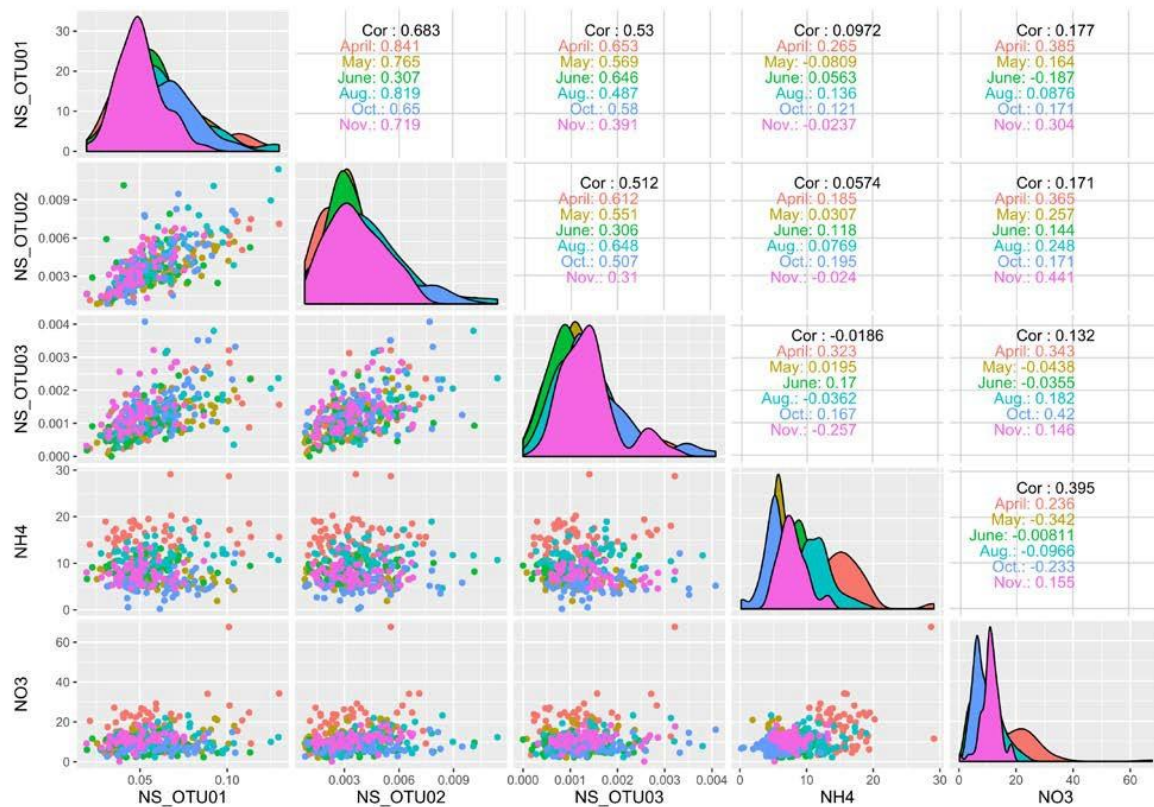 NS_OTU01
30
20
10
0
Cor : 0.683
April: 0.841
May: 0.765
June: 0.307
Aug.: 0.819
Oct.: 0.65
Nov.: 0.719
Cor : 0.53
April: 0.653
May: 0.569
June: 0.646
Aug.: 0.487
Oct.: 0.58
Nov.: 0.391
Cor : 0.0972
April: 0.265
May: -0.0809
June: 0.0563
Aug.: 0.136
Oct.: 0.121
Nov.: -0.0237
Cor : 0.177
April: 0.385
May: 0.164
June: -0.187
Aug.: 0.0876
Oct.: 0.171
Nov.: 0.304
NS_OTU02
0.009
0.006
0.003
Cor : 0.512
April: 0.612
May: 0.551
June: 0.306
Aug.: 0.648
Oct.: 0.507
Nov.: 0.31
Cor : 0.0574
April: 0.185
May: 0.0307
June: 0.118
Aug.: 0.0769
Oct.: 0.195
Nov.: -0.024
Cor : 0.171
April: 0.365
May: 0.257
June: 0.144
Aug.: 0.248
Oct.: 0.171
Nov.: 0.441
NS_OTU03
0.004
0.003
0.002
0.001
0.000
Cor : -0.0186
April: 0.323
May: 0.0195
June: 0.17
Aug.: -0.0362
Oct.: 0.167
Nov.: -0.257
Cor : 0.132
April: 0.343
May: -0.0438
June: -0.0355
Aug.: 0.182
Oct.: 0.42
Nov.: 0.146
NH4
30
20
10
0
Cor : 0.395
April: 0.236
May: -0.342
June: -0.00811
Aug.: -0.0966
Oct.: -0.233
Nov.: 0.155
NO3
60
40
20
0
0.05 0.10
0.003 0.009
0.000 0.001 0.002 0.003 0.004
0 10 20 30
0 20 40 60
NS_OTU01
NS_OTU02
NS_OTU03
NH4
NO3